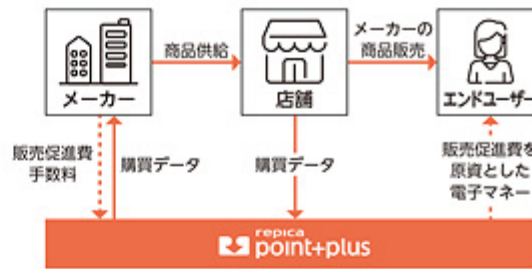 商品供給
メーカーの
商品販売
メーカー
店舗
エンドユーザー
販売促進費
手数料
購買データ
購買データ
販売促進費を
原資とした
電子マネー
repica
point+plus